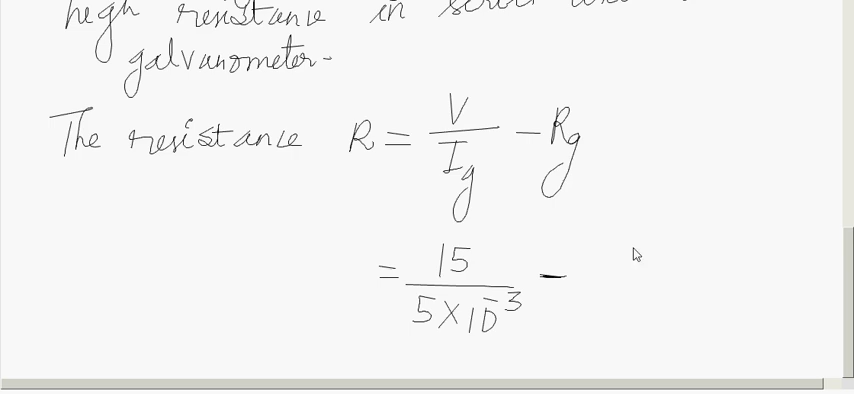 high resistance in
galvanometer-
The resistance R = V / Ig - Rg
= 15 / 5×10⁻³ -